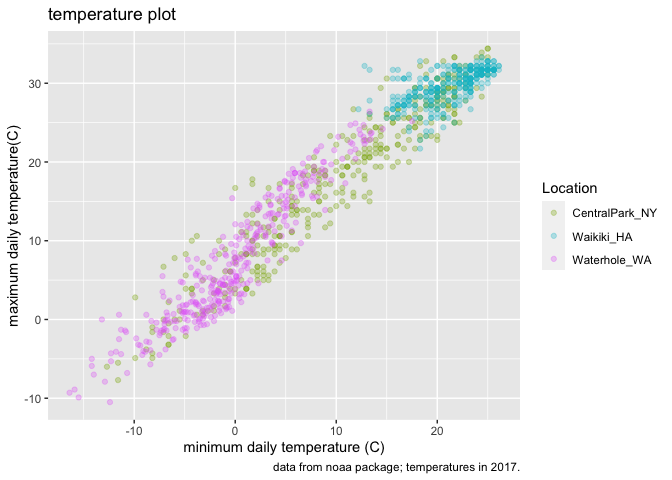 temperature plot
maximum daily temperature(C)
30
20
10
0
-10
-10
0
10
20
minimum daily temperature (C)
Location
CentralPark_NY
Waikiki_HA
Waterhole_WA
data from noaa package; temperatures in 2017.